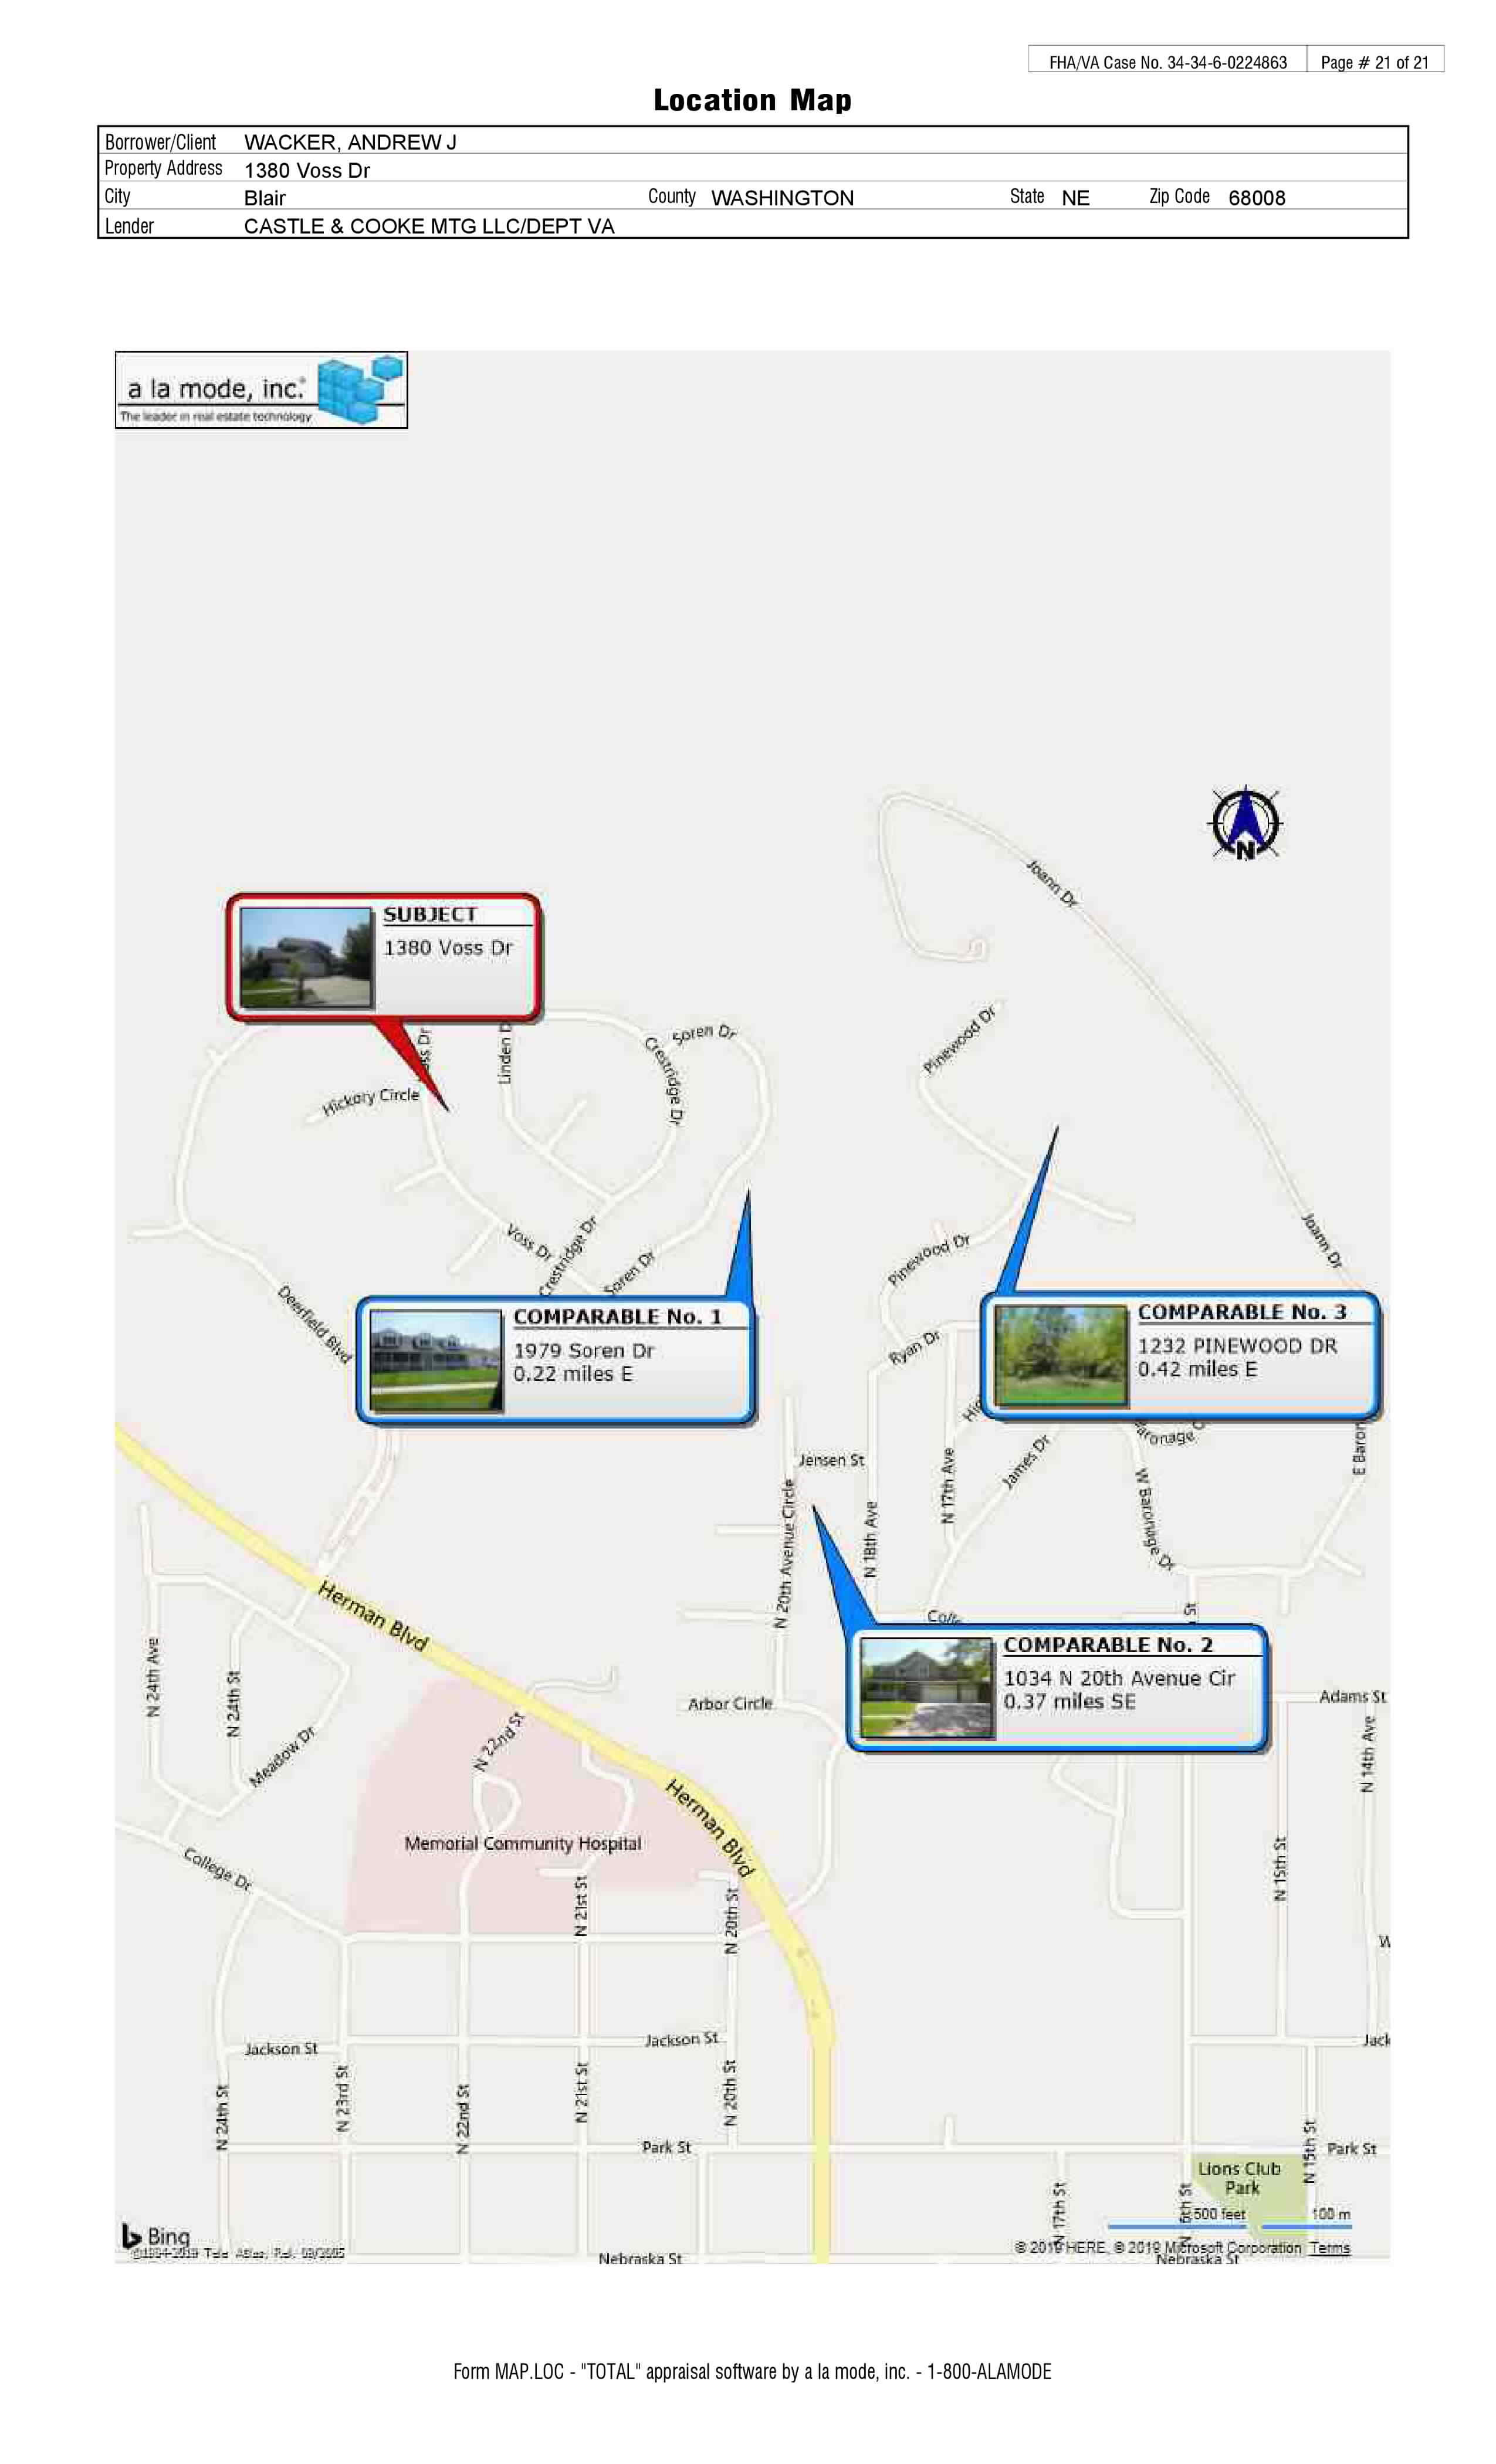 FHA/VA Case No. 34-34-6-0224863 Page # 21 of 21
Location Map
Borrower/Client WACKER, ANDREW J
Property Address 1380 Voss Dr
City Blair County WASHINGTON State NE Zip Code 68008
Lender CASTLE & COOKE MTG LLC/DEPT VA
a la mode, inc.
The leader in real estate technology
Joann Dr
N
SUBJECT
1380 Voss Dr
Pinewood Dr
Soren Dr
Crestridge Dr
Linden D
oss Dr
Hickory Circle
Voss Dr
Crestridge Dr
Soren Dr
Pinewood Dr
Joann Dr
Deerfield Blvd
COMPARABLE No. 1
1979 Soren Dr
0.22 miles E
Ryan Dr
COMPARABLE No. 3
1232 PINEWOOD DR
0.42 miles E
aronage C
E Baron
Jensen St
James Dr
N 17th Ave
N 18th Ave
W Baronage Dr
N 20th Avenue Circle
Herman Blvd
St
COMPARABLE No. 2
1034 N 20th Avenue Cir
0.37 miles SE
N 24th Ave
N 24th St
Meadow Dr
N 22nd St
Arbor Circle
Adams St
N 14th Ave
Herman Blvd
Memorial Community Hospital
College Dr
N 15th St
N 21st St
N 20th St
W
Jackson St
Jackson St
Jack
N 24th St
N 23rd St
N 22nd St
N 21st St
N 20th St
Park St
Park St
N 15th St
Lions Club
Park
N 17th St
500 feet 100 m
Bing
© 2019 HERE, © 2019 Microsoft Corporation Terms
Nebraska St
Nebraska St
Form MAP.LOC - "TOTAL" appraisal software by a la mode, inc. - 1-800-ALAMODE